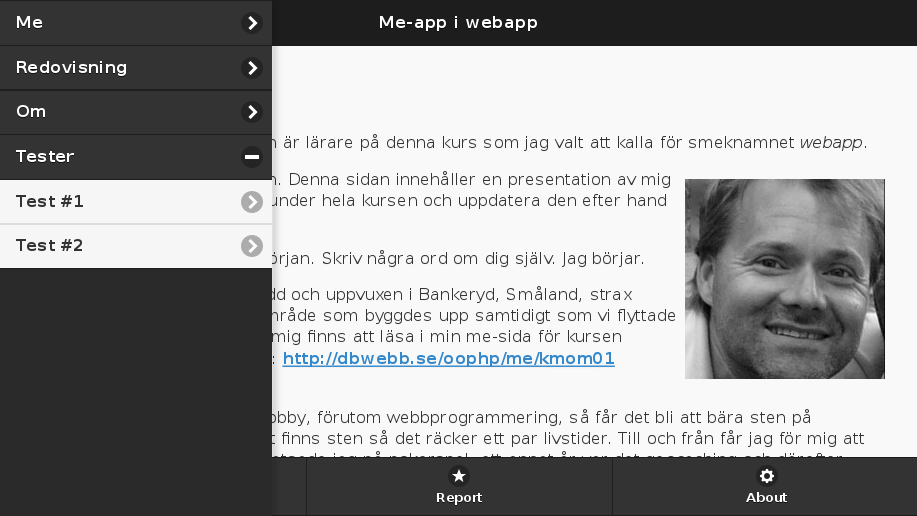 Me
Redovisning
Om
Tester
Test #1
Test #2
Me-app i webapp
är lärare på denna kurs som jag valt att kalla för smeknamnet webapp.
Denna sidan innehåller en presentation av mig
under hela kursen och uppdatera den efter hand
Skriv några ord om dig själv. Jag börjar.
och uppvuxen i Bankeryd, Småland, strax
som byggdes upp samtidigt som vi flyttade
mig finns att läsa i min me-sida för kursen
: http://dbwebb.se/oophp/me/kmom01
förutom webbprogrammering, så får det bli att bära sten på
finns sten så det räcker ett par livstider. Till och från får jag för mig att
Report
About